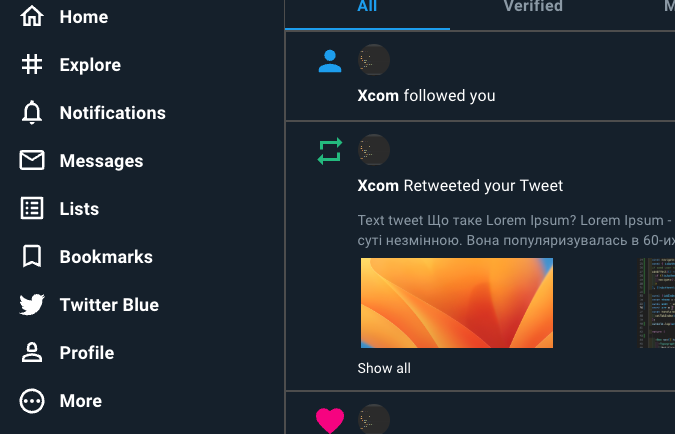 Home
Explore
Notifications
Messages
Lists
Bookmarks
Twitter Blue
Profile
More
All
Verified
Xcom followed you
Xcom Retweeted your Tweet
Text tweet Що таке Lorem Ipsum? Lorem Ipsum -
суті незмінною. Вона популяризувалась в 60-их
Show all